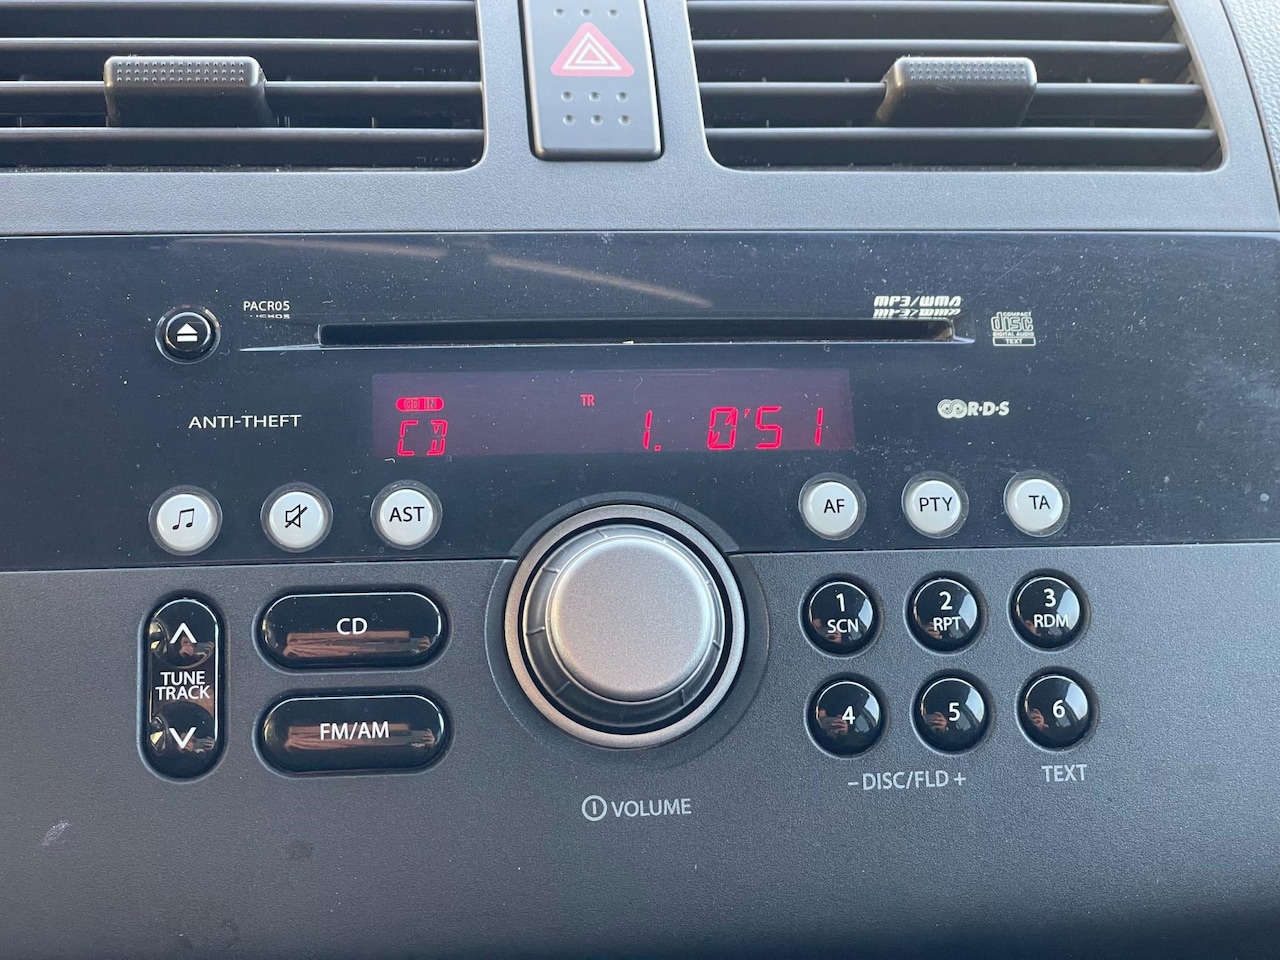 PACR05
MP3/WMA
COMPACT
disc
DIGITAL AUDIO
TEXT
ANTI-THEFT
CD IN
CD
TR
1. 0'51
R·D·S
AST
AF
PTY
TA
TUNE
TRACK
CD
FM/AM
VOLUME
1
SCN
2
RPT
3
RDM
4
5
6
– DISC/FLD +
TEXT